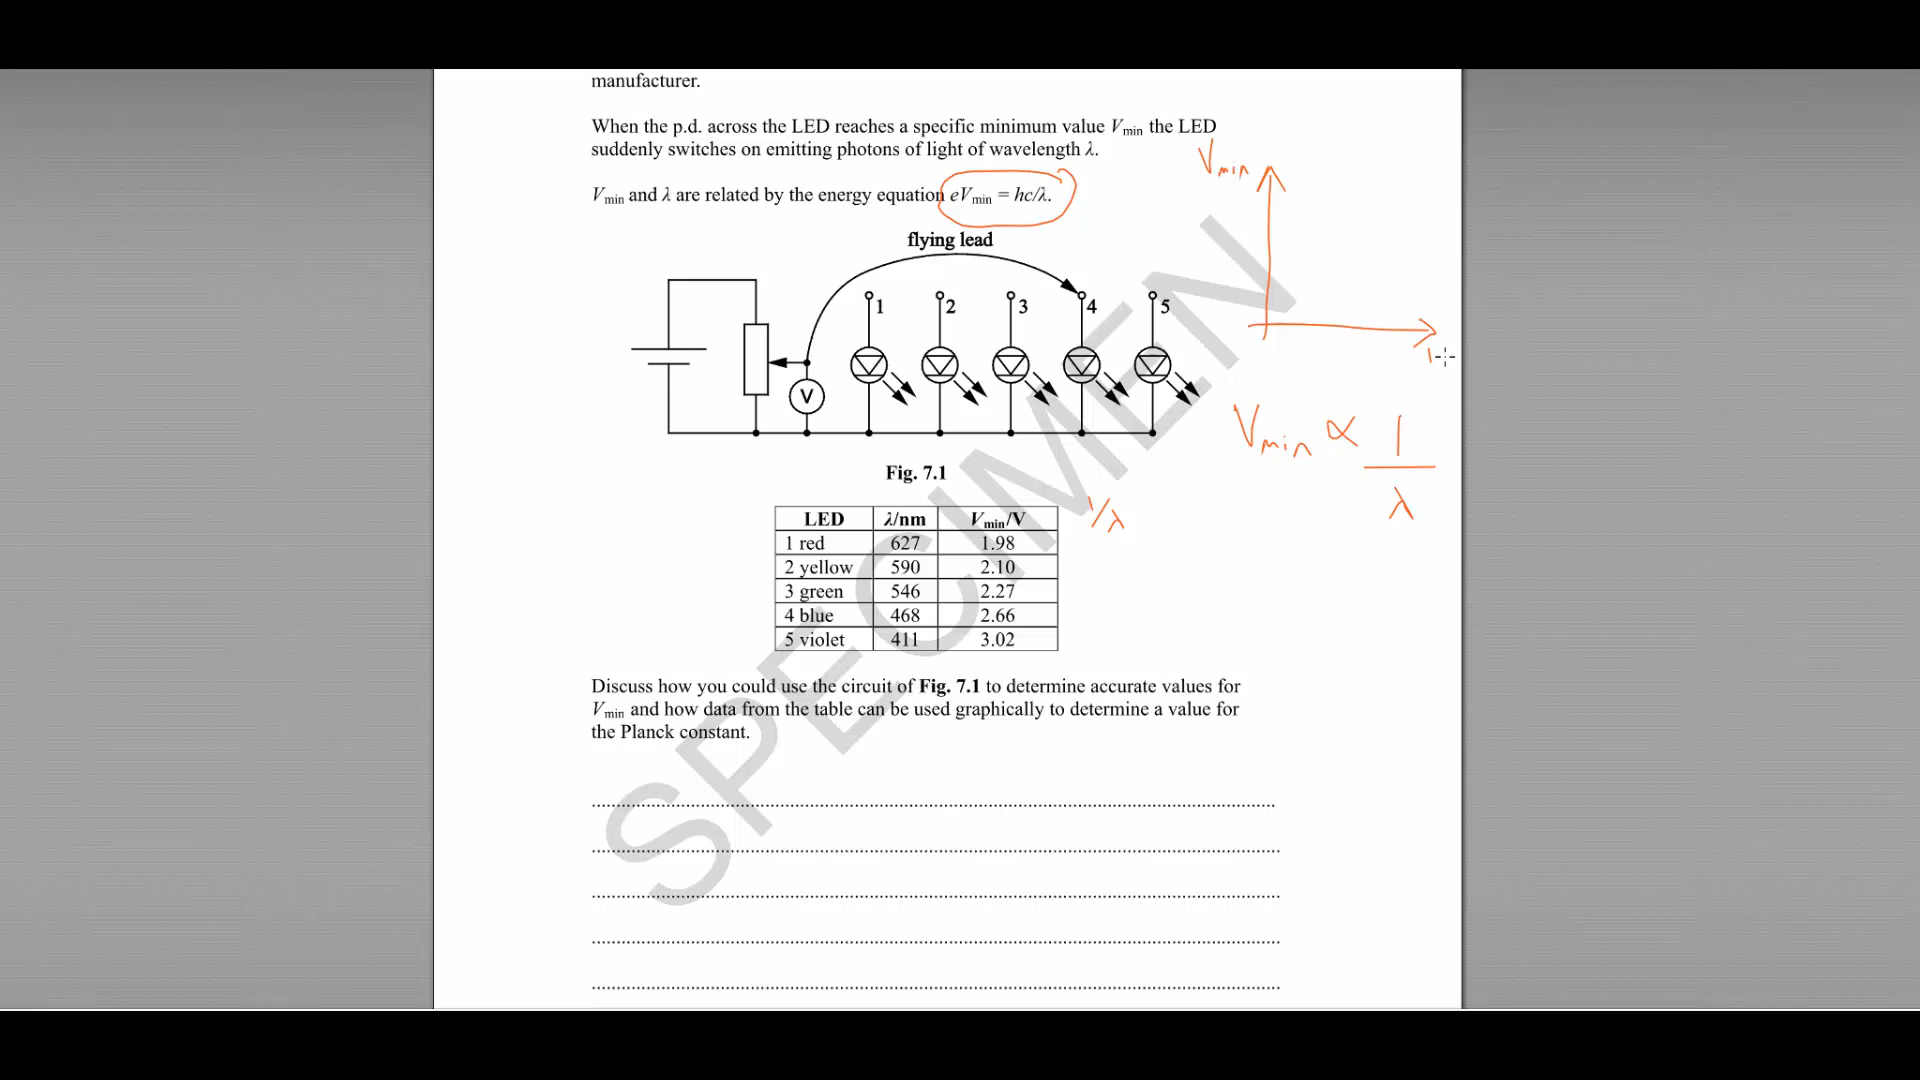 manufacturer.
When the p.d. across the LED reaches a specific minimum value Vmin the LED
suddenly switches on emitting photons of light of wavelength λ.
Vmin and λ are related by the energy equation eVmin = hc/λ.
Vmin
flying lead
1 2 3 4 5
V
Vmin ∝ 1
λ
Fig. 7.1
1/λ
LED λ/nm Vmin/V
1 red 627 1.98
2 yellow 590 2.10
3 green 546 2.27
4 blue 468 2.66
5 violet 411 3.02
Discuss how you could use the circuit of Fig. 7.1 to determine accurate values for
Vmin and how data from the table can be used graphically to determine a value for
the Planck constant.
SPECIMEN